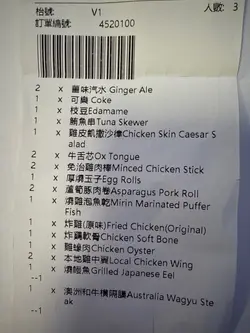 枱號: V1 人數: 3
訂單編號: 4520100
2 x 薑味汽水 Ginger Ale
1 x 可樂 Coke
1 x 枝豆Edamame
1 x 鮪魚串Tuna Skewer
1 x 雞皮凱撒沙律Chicken Skin Caesar S
alad
2 x 牛舌芯Ox Tongue
2 x 免治雞肉棒Minced Chicken Stick
1 x 厚燒玉子Egg Rolls
2 x 蘆筍豚肉卷Asparagus Pork Roll
1 x 燒雞泡魚乾Mirin Marinated Puffer
Fish
1 x 炸雞(原味)Fried Chicken(Original)
1 x 炸雞軟骨Chicken Soft Bone
1 x 雞蠔肉Chicken Oyster
2 x 本地雞中翼Local Chicken Wing
1 x 燒鰻魚Grilled Japanese Eel
--1
1 x 澳洲和牛橫隔膜Australia Wagyu Ste
ak
--1